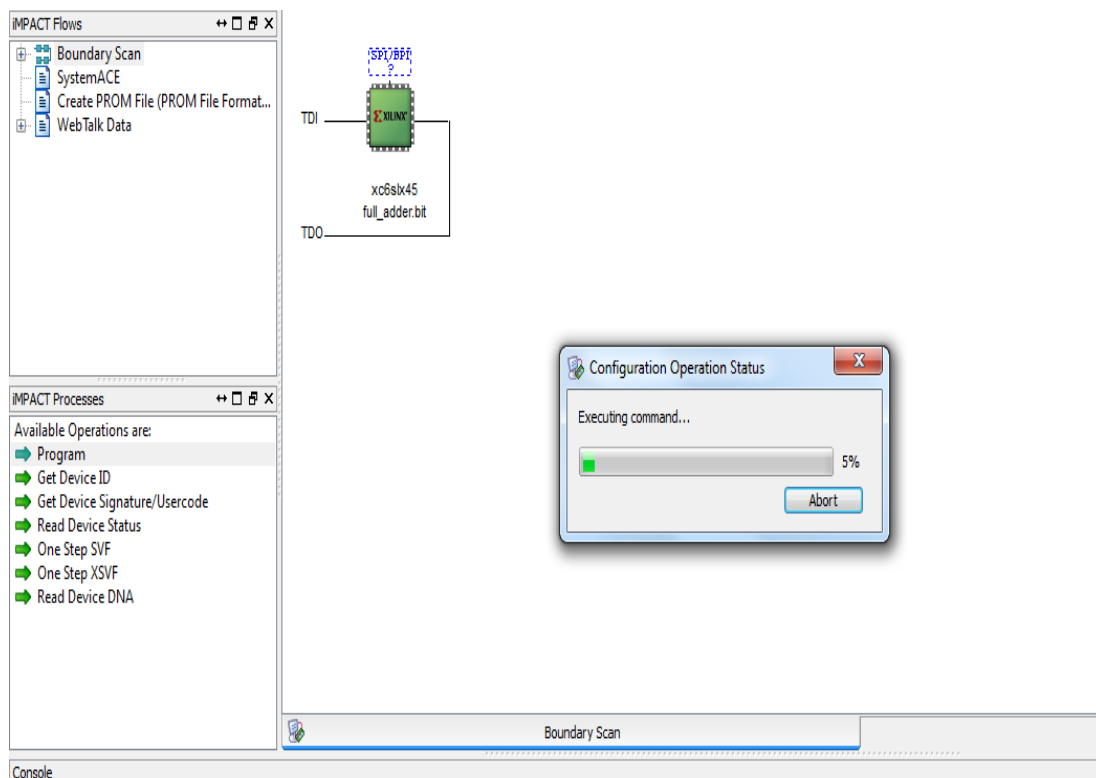 iMPACT Flows
Boundary Scan
SystemACE
Create PROM File (PROM File Format...
WebTalk Data
SPI/BPI
?
TDI
XILINX
xc6slx45
full_adder.bit
TDO
Configuration Operation Status
Executing command...
5%
Abort
iMPACT Processes
Available Operations are:
Program
Get Device ID
Get Device Signature/Usercode
Read Device Status
One Step SVF
One Step XSVF
Read Device DNA
Boundary Scan
Console